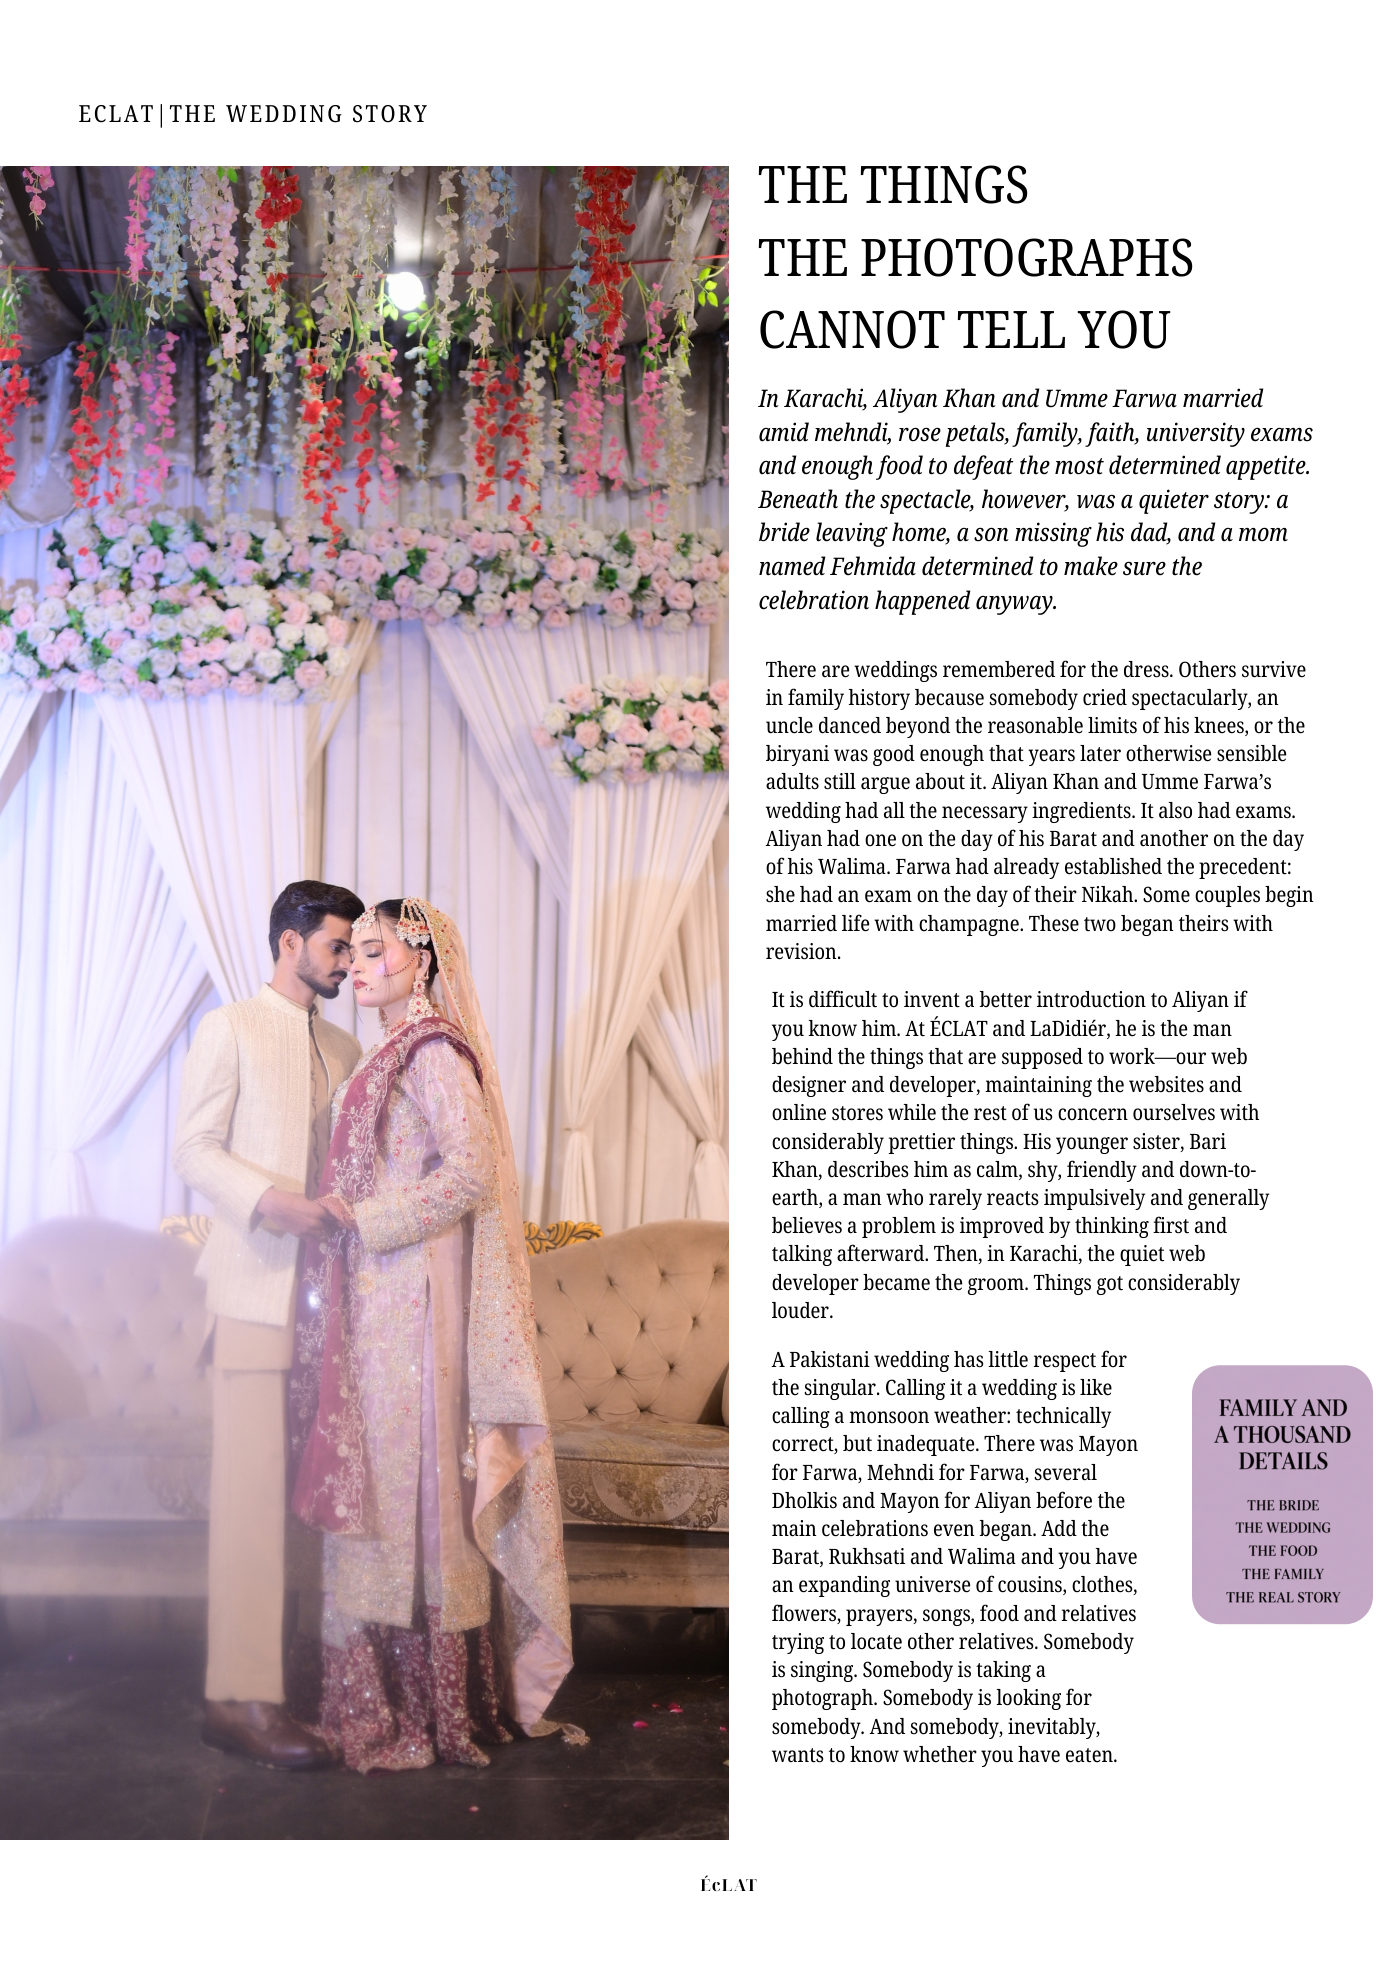 ECLAT|THE WEDDING STORY
THE THINGS
THE PHOTOGRAPHS
CANNOT TELL YOU
In Karachi, Aliyan Khan and Umme Farwa married
amid mehndi, rose petals, family, faith, university exams
and enough food to defeat the most determined appetite.
Beneath the spectacle, however, was a quieter story: a
bride leaving home, a son missing his dad, and a mom
named Fehmida determined to make sure the
celebration happened anyway.
There are weddings remembered for the dress. Others survive
in family history because somebody cried spectacularly, an
uncle danced beyond the reasonable limits of his knees, or the
biryani was good enough that years later otherwise sensible
adults still argue about it. Aliyan Khan and Umme Farwa’s
wedding had all the necessary ingredients. It also had exams.
Aliyan had one on the day of his Barat and another on the day
of his Walima. Farwa had already established the precedent:
she had an exam on the day of their Nikah. Some couples begin
married life with champagne. These two began theirs with
revision.
It is difficult to invent a better introduction to Aliyan if
you know him. At ÉCLAT and LaDidiér, he is the man
behind the things that are supposed to work—our web
designer and developer, maintaining the websites and
online stores while the rest of us concern ourselves with
considerably prettier things. His younger sister, Bari
Khan, describes him as calm, shy, friendly and down-to-
earth, a man who rarely reacts impulsively and generally
believes a problem is improved by thinking first and
talking afterward. Then, in Karachi, the quiet web
developer became the groom. Things got considerably
louder.
A Pakistani wedding has little respect for
the singular. Calling it a wedding is like
calling a monsoon weather: technically
correct, but inadequate. There was Mayon
for Farwa, Mehndi for Farwa, several
Dholkis and Mayon for Aliyan before the
main celebrations even began. Add the
Barat, Rukhsati and Walima and you have
an expanding universe of cousins, clothes,
flowers, prayers, songs, food and relatives
trying to locate other relatives. Somebody
is singing. Somebody is taking a
photograph. Somebody is looking for
somebody. And somebody, inevitably,
wants to know whether you have eaten.
FAMILY AND
A THOUSAND
DETAILS
THE BRIDE
THE WEDDING
THE FOOD
THE FAMILY
THE REAL STORY
ÉcLAT